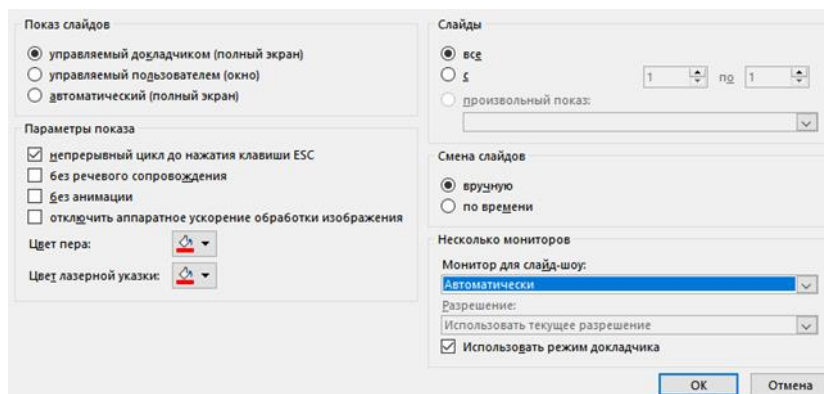 Показ слайдов
управляемый докладчиком (полный экран)
управляемый пользователем (окно)
автоматический (полный экран)
Параметры показа
непрерывный цикл до нажатия клавиши ESC
без речевого сопровождения
без анимации
отключить аппаратное ускорение обработки изображения
Цвет пера:
Цвет лазерной указки:
Слайды
все
с 1 по 1
произвольный показ:
Смена слайдов
вручную
по времени
Несколько мониторов
Монитор для слайд-шоу:
Автоматически
Разрешение:
Использовать текущее разрешение
Использовать режим докладчика
ОК Отмена